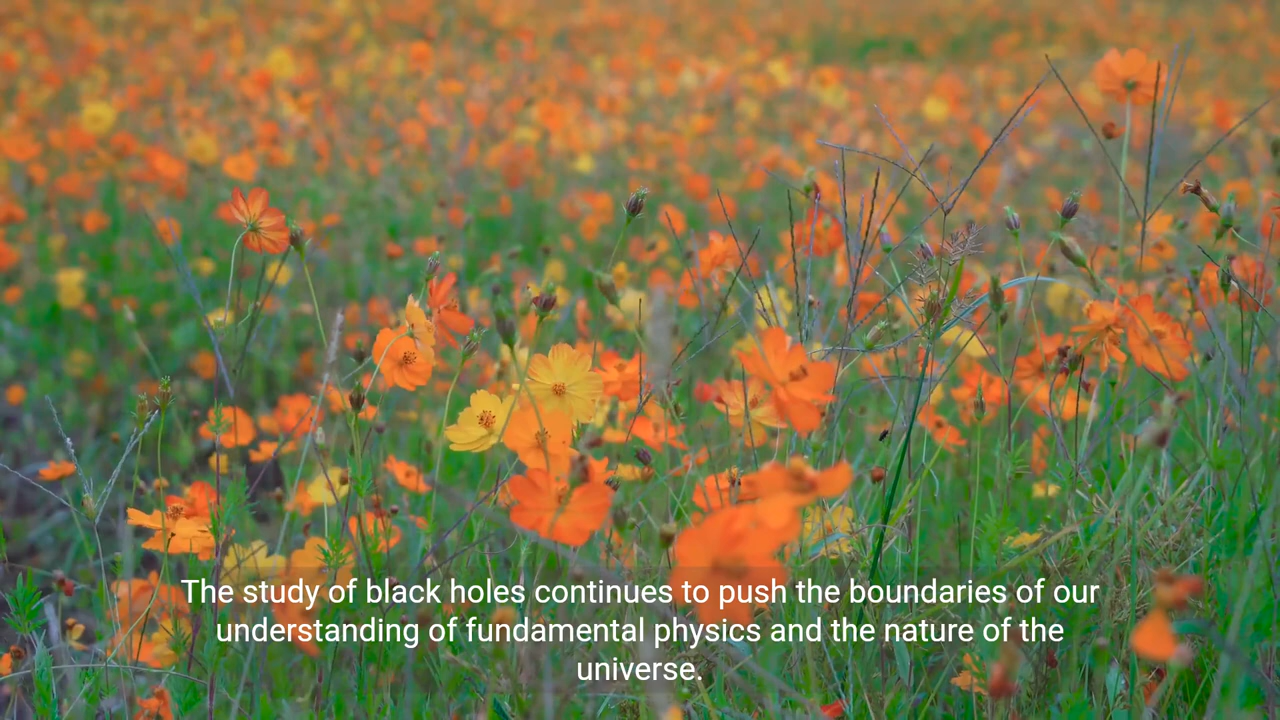 The study of black holes continues to push the boundaries of our
understanding of fundamental physics and the nature of the
universe.